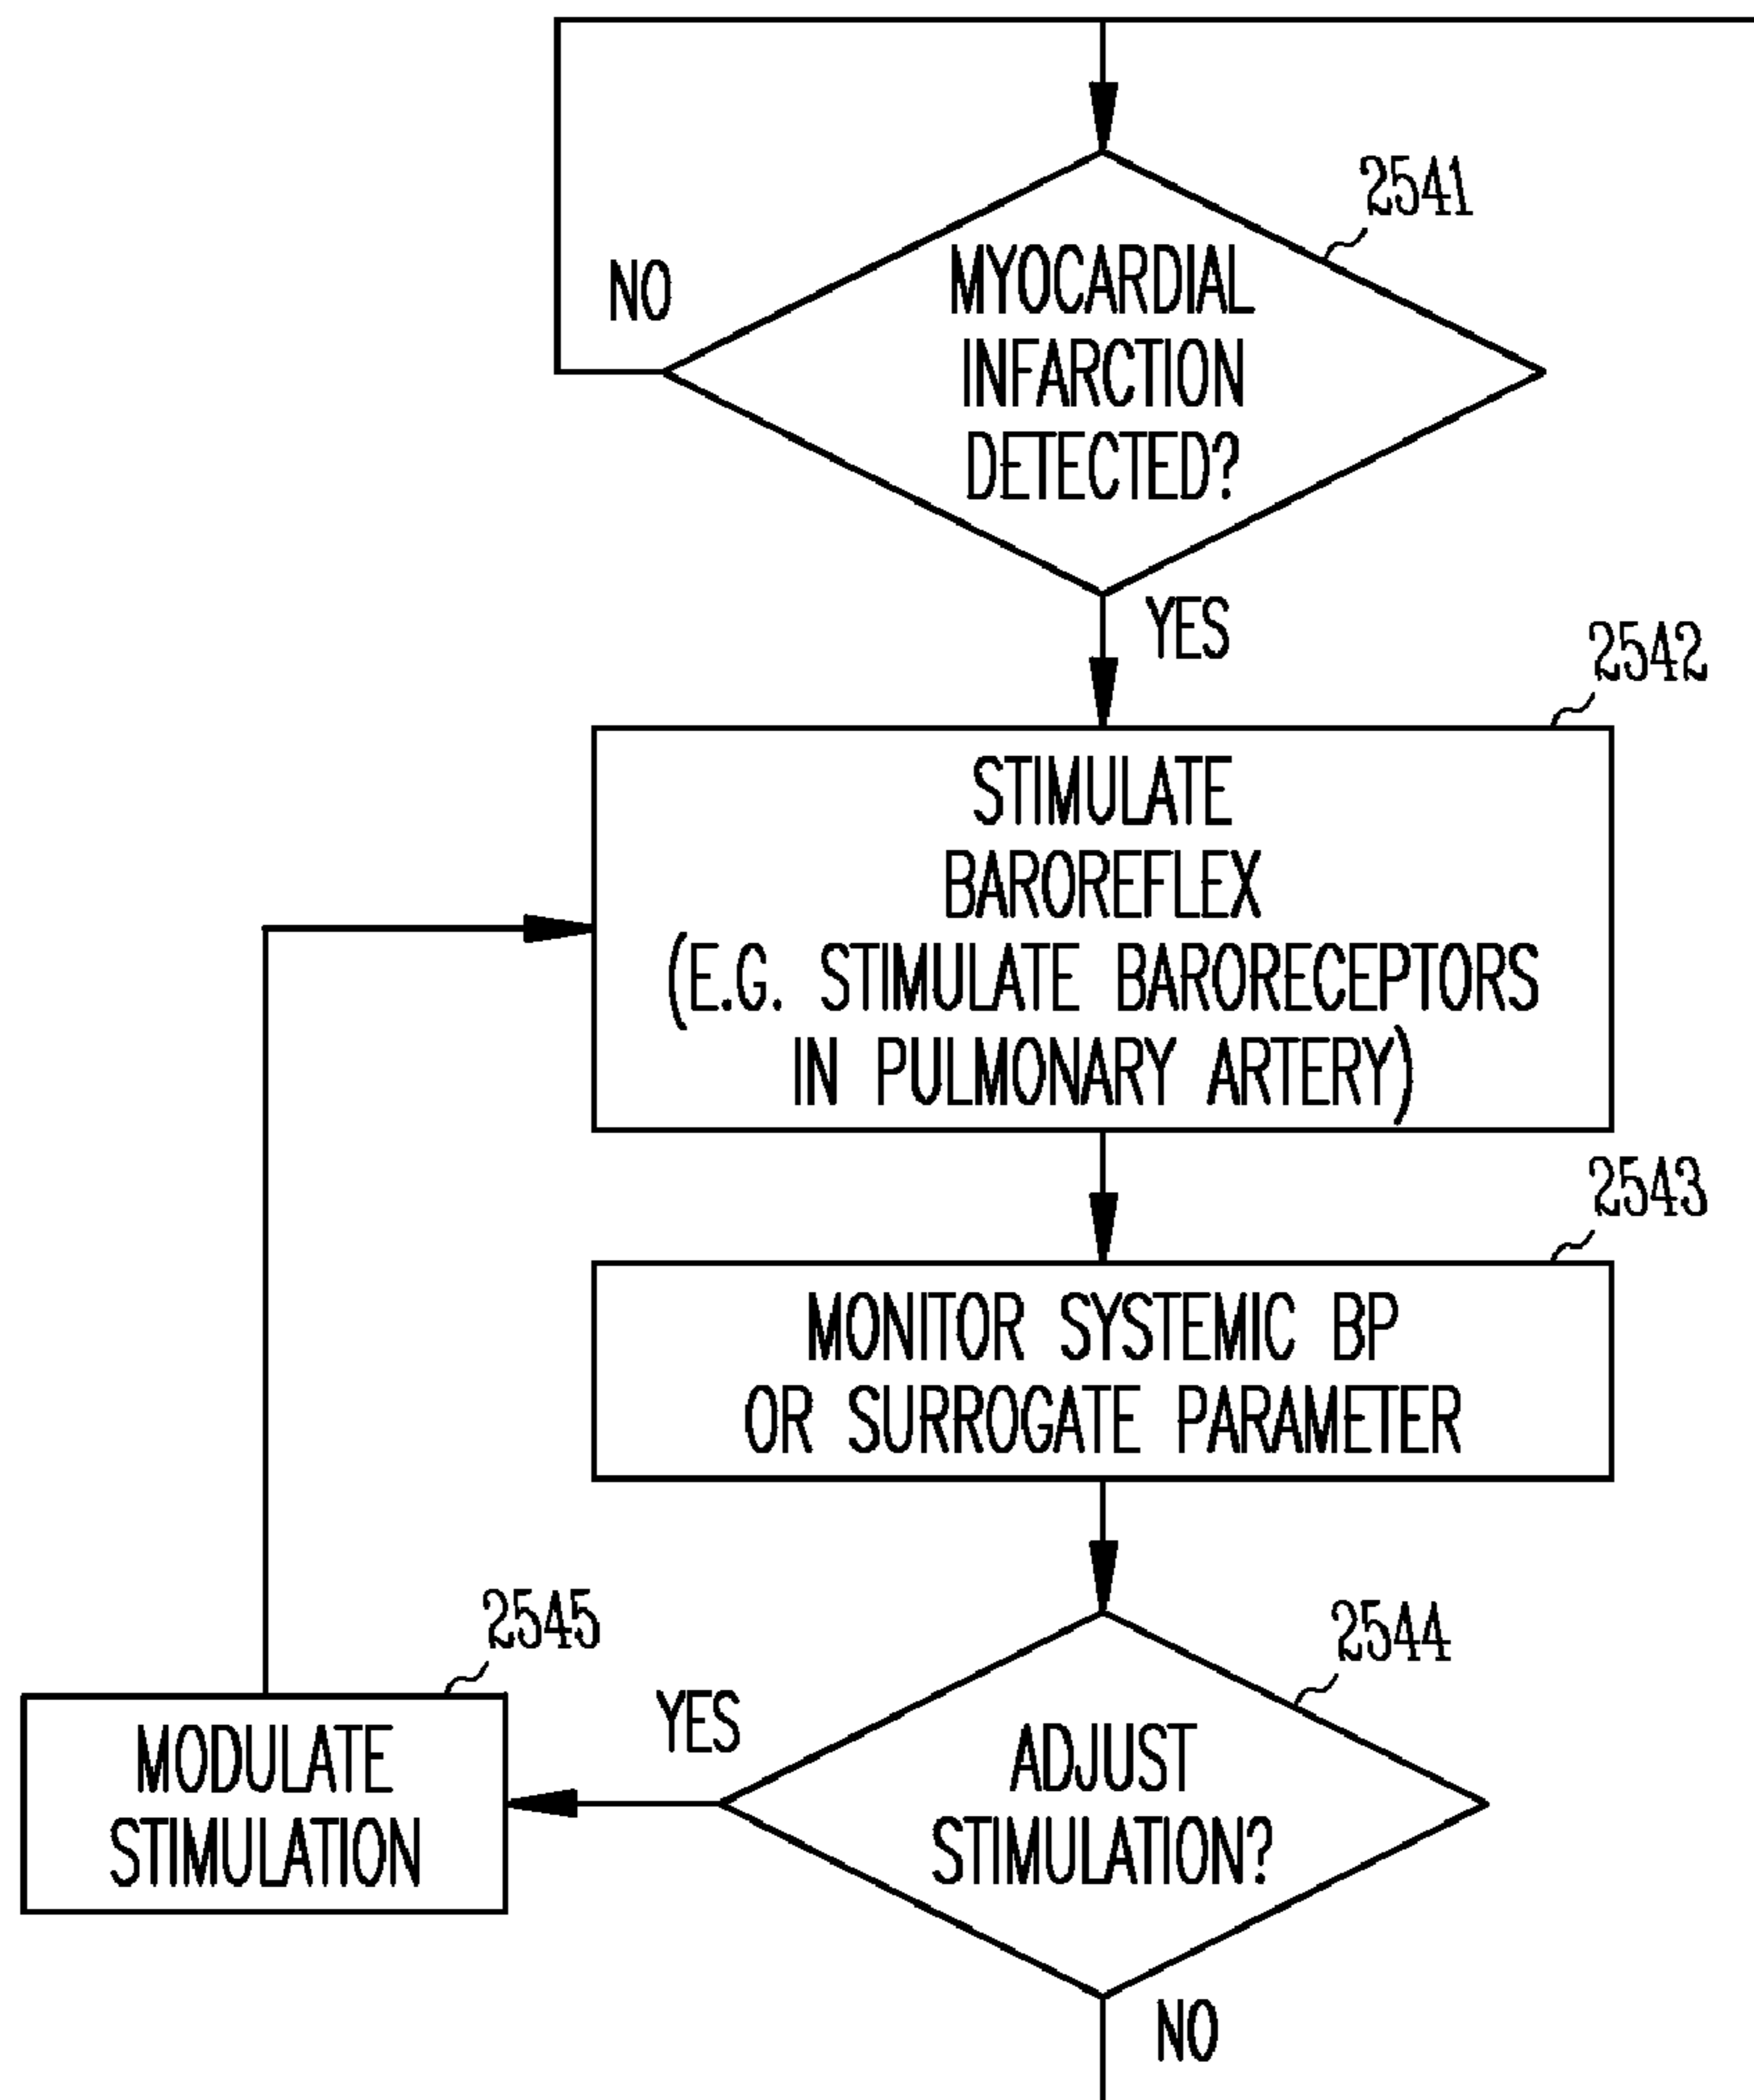 2541
NO
MYOCARDIAL
INFARCTION
DETECTED?
YES
2542
STIMULATE
BAROREFLEX
(E.G. STIMULATE BARORECEPTORS
IN PULMONARY ARTERY)
2543
MONITOR SYSTEMIC BP
OR SURROGATE PARAMETER
2545
2544
YES
MODULATE
STIMULATION
ADJUST
STIMULATION?
NO